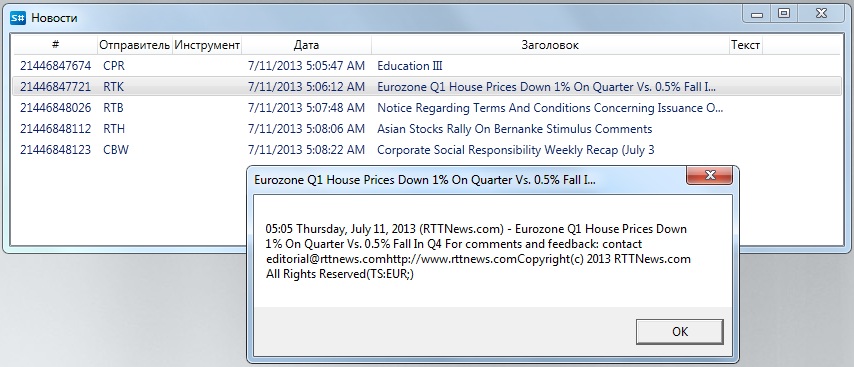 S# Новости
# Отправитель Инструмент Дата Заголовок Текст
21446847674 CPR 7/11/2013 5:05:47 AM Education III
21446847721 RTK 7/11/2013 5:06:12 AM Eurozone Q1 House Prices Down 1% On Quarter Vs. 0.5% Fall I...
21446848026 RTB 7/11/2013 5:07:48 AM Notice Regarding Terms And Conditions Concerning Issuance O...
21446848112 RTH 7/11/2013 5:08:06 AM Asian Stocks Rally On Bernanke Stimulus Comments
21446848123 CBW 7/11/2013 5:08:22 AM Corporate Social Responsibility Weekly Recap (July 3
Eurozone Q1 House Prices Down 1% On Quarter Vs. 0.5% Fall I...
05:05 Thursday, July 11, 2013 (RTTNews.com) - Eurozone Q1 House Prices Down
1% On Quarter Vs. 0.5% Fall In Q4 For comments and feedback: contact
editorial@rttnews.comhttp://www.rttnews.comCopyright(c) 2013 RTTNews.com
All Rights Reserved(TS:EUR;)
OK